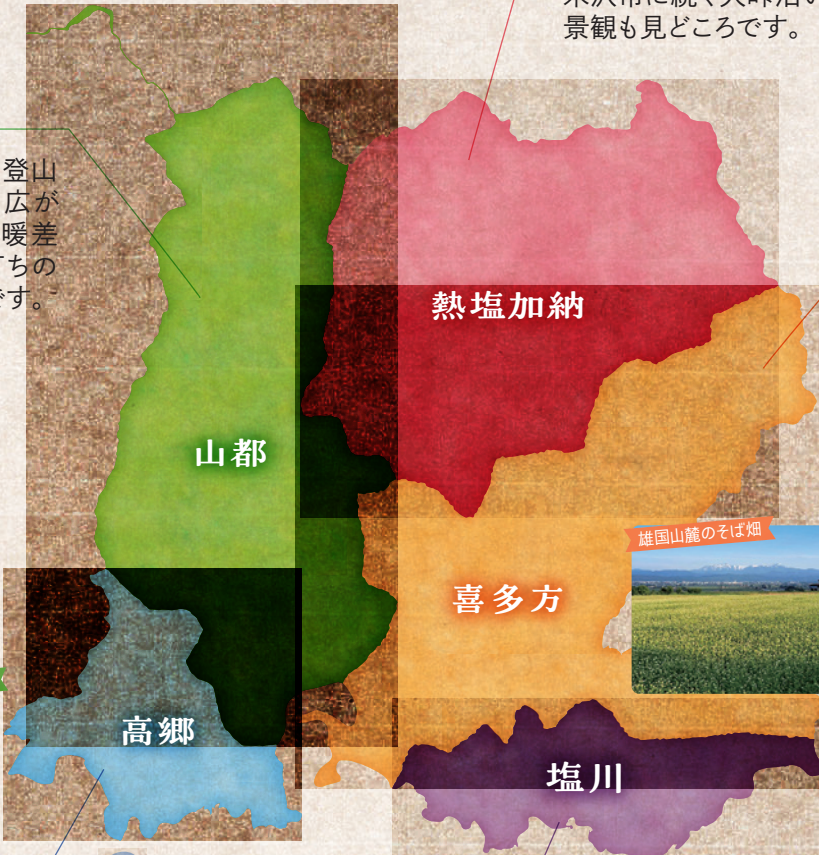 景観も見どころです。
登山
広が
暖差
ちの
です。
熱塩加納
山都
雄国山麓のそば畑
喜多方
高郷
塩川